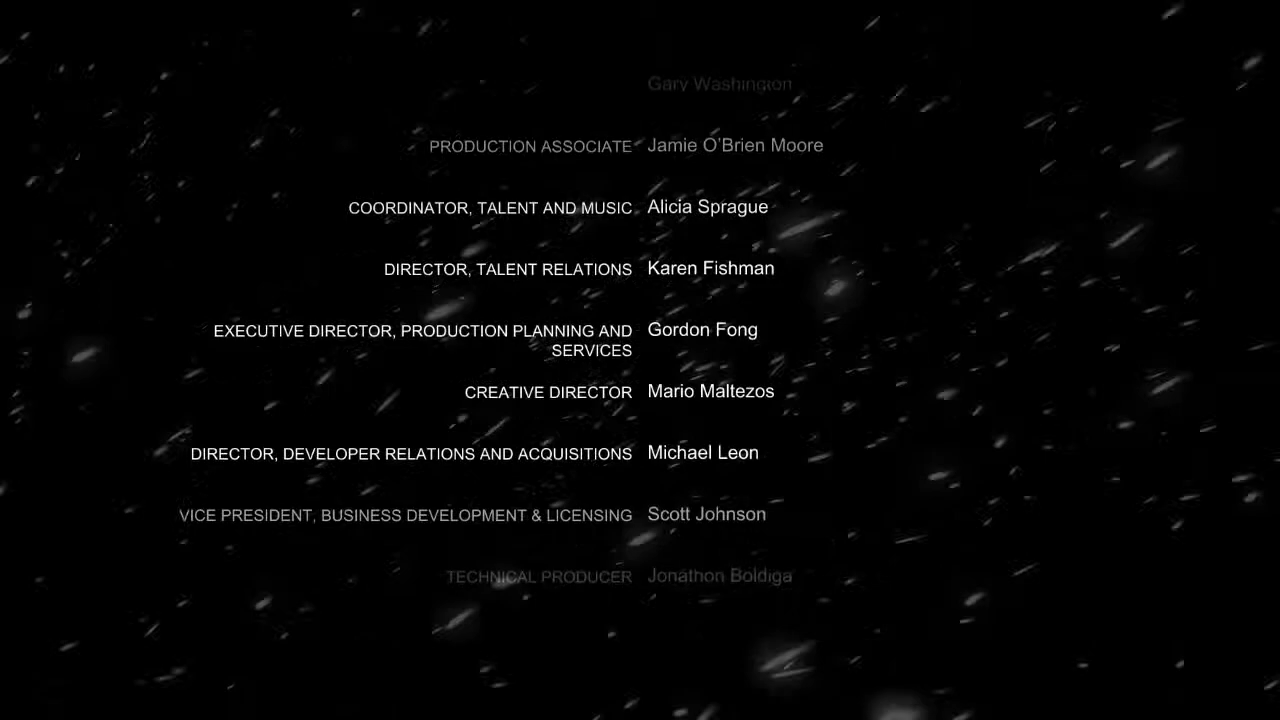 Gary Washington
PRODUCTION ASSOCIATE Jamie O'Brien Moore
COORDINATOR, TALENT AND MUSIC Alicia Sprague
DIRECTOR, TALENT RELATIONS Karen Fishman
EXECUTIVE DIRECTOR, PRODUCTION PLANNING AND Gordon Fong
SERVICES
CREATIVE DIRECTOR Mario Maltezos
DIRECTOR, DEVELOPER RELATIONS AND ACQUISITIONS Michael Leon
VICE PRESIDENT, BUSINESS DEVELOPMENT & LICENSING Scott Johnson
TECHNICAL PRODUCER Jonathon Boldiga